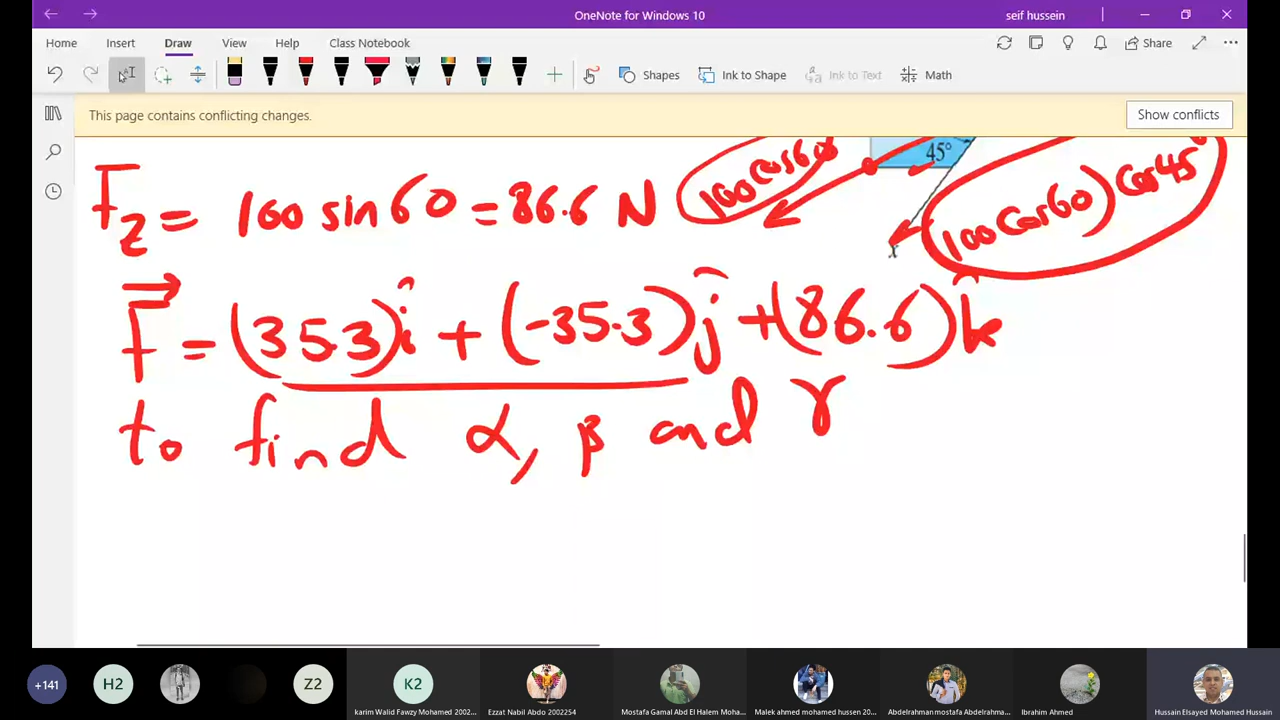 OneNote for Windows 10
seif hussein
Home Insert Draw View Help Class Notebook
Share
Shapes Ink to Shape Ink to Text Math
This page contains conflicting changes.
Show conflicts
100 cos 60
45°
(100 cos 60) cos 45°
x
F_z = 100 sin 60 = 86.6 N
F⃗ = (35.3) î + (-35.3) ĵ + (86.6) k̂
to find α, β and γ
+141
H2
Z2
K2
karim Walid Fawzy Mohamed 2002...
Ezzat Nabil Abdo 2002254
Mostafa Gamal Abd El Halem Moha...
Malek ahmed mohamed hussen 20...
Abdelrahman mostafa Abdelrahma...
Ibrahim Ahmed
Hussain Elsayed Mohamed Hussain